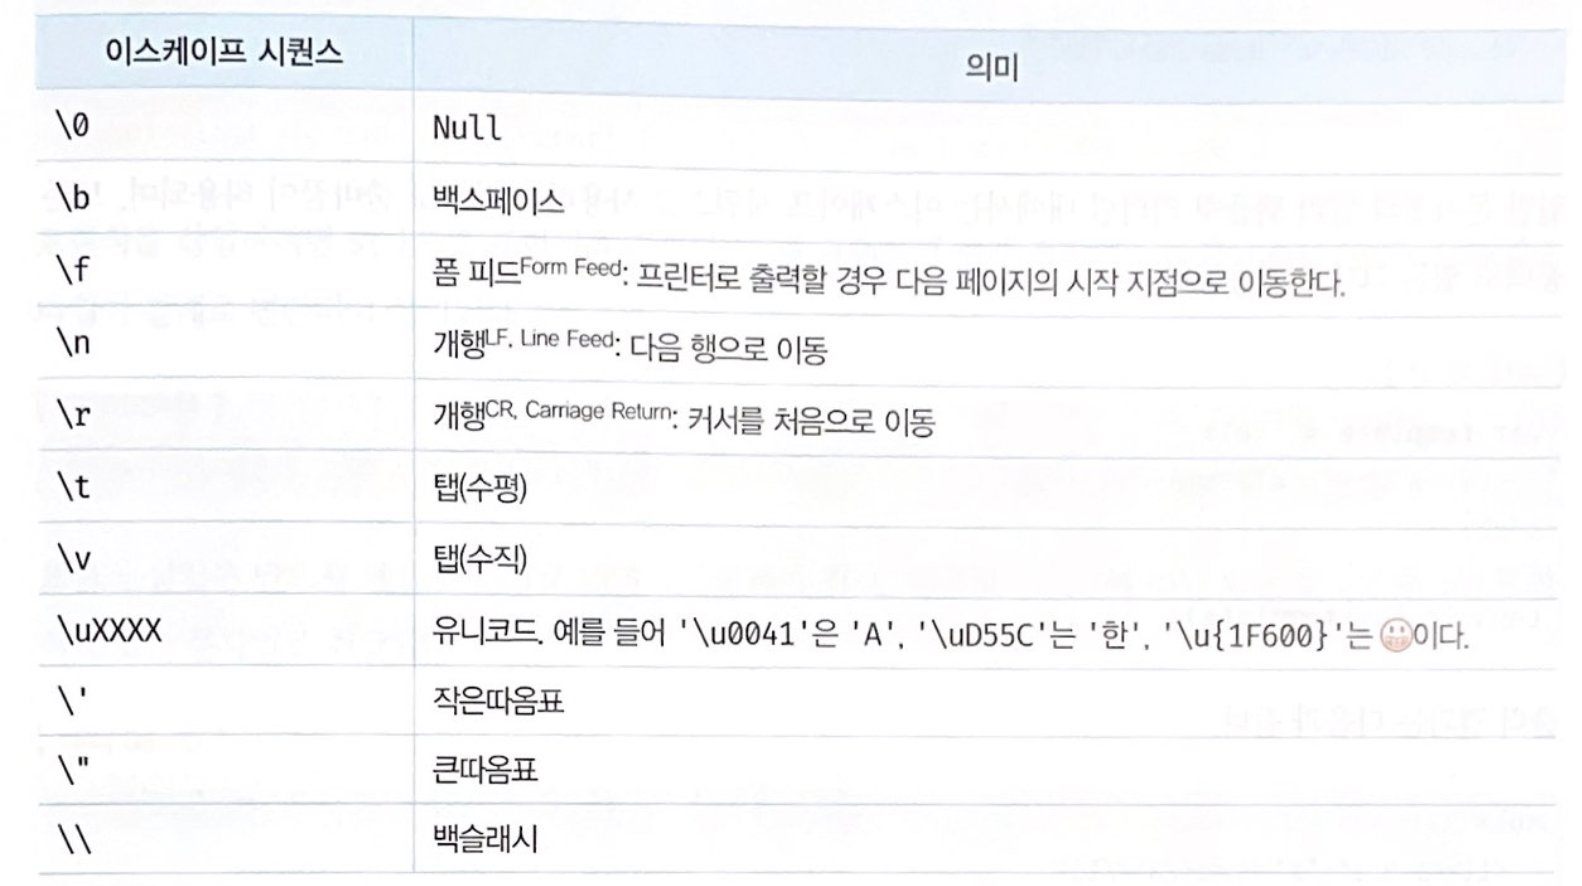 이스케이프 시퀀스 의미
\0 Null
\b 백스페이스
\f 폼 피드Form Feed: 프린터로 출력할 경우 다음 페이지의 시작 지점으로 이동한다.
\n 개행LF, Line Feed: 다음 행으로 이동
\r 개행CR, Carriage Return: 커서를 처음으로 이동
\t 탭(수평)
\v 탭(수직)
\uXXXX 유니코드. 예를 들어 '\u0041'은 'A', '\uD55C'는 '한', '\u{1F600}'는 😀이다.
\' 작은따옴표
\" 큰따옴표
\\ 백슬래시